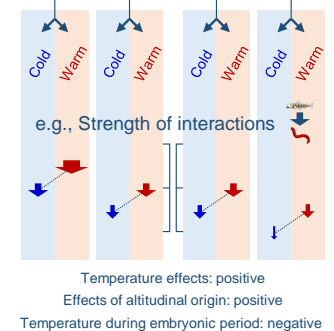 Cold Warm Cold Warm Cold Warm Cold Warm
e.g., Strength of interactions
Temperature effects: positive
Effects of altitudinal origin: positive
Temperature during embryonic period: negative